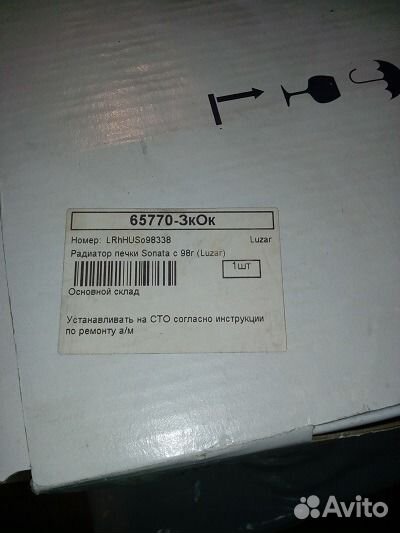 65770-ЗкОк
Номер: LRhHUSo98338 Luzar
Радиатор печки Sonata с 98г (Luzar)
1шт
Основной склад
Устанавливать на СТО согласно инструкции
по ремонту а/м
Avito